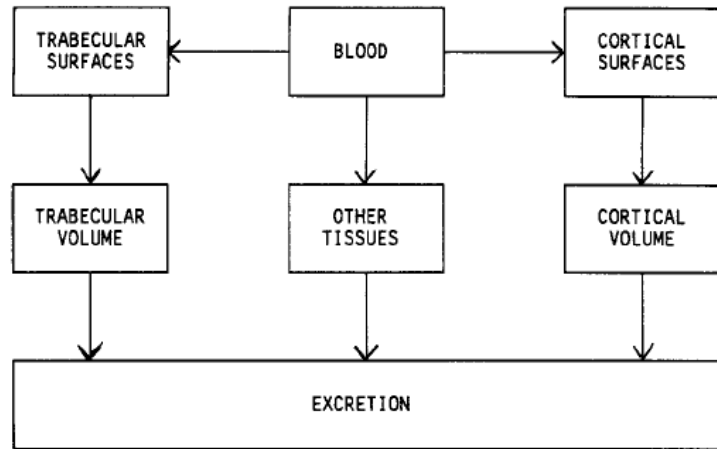 TRABECULAR
SURFACES
BLOOD
CORTICAL
SURFACES
TRABECULAR
VOLUME
OTHER
TISSUES
CORTICAL
VOLUME
EXCRETION